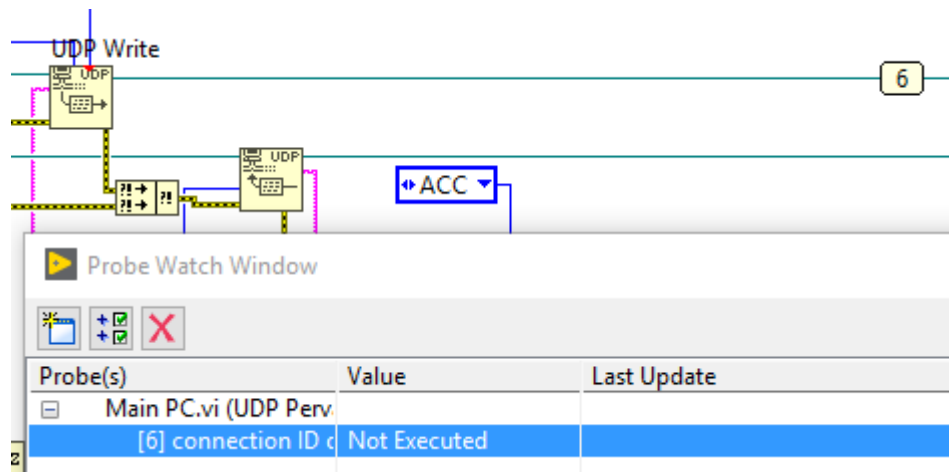 UDP Write
UDP
6
UDP
ACC
?! ?!
?!
Probe Watch Window
Probe(s) Value Last Update
Main PC.vi (UDP Perv
[6] connection ID c Not Executed
z